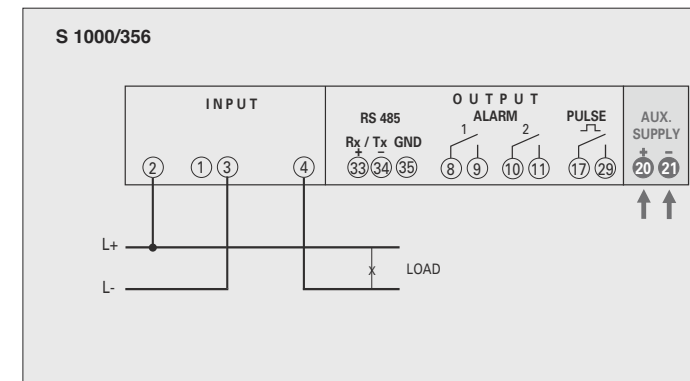 S 1000/356
INPUT
OUTPUT
RS 485
ALARM
PULSE
AUX.
SUPPLY
1 2
Rx / Tx GND
+ −
+ −
2 1 3 4 33 34 35 8 9 10 11 17 29 20 21
L+
x LOAD
L-